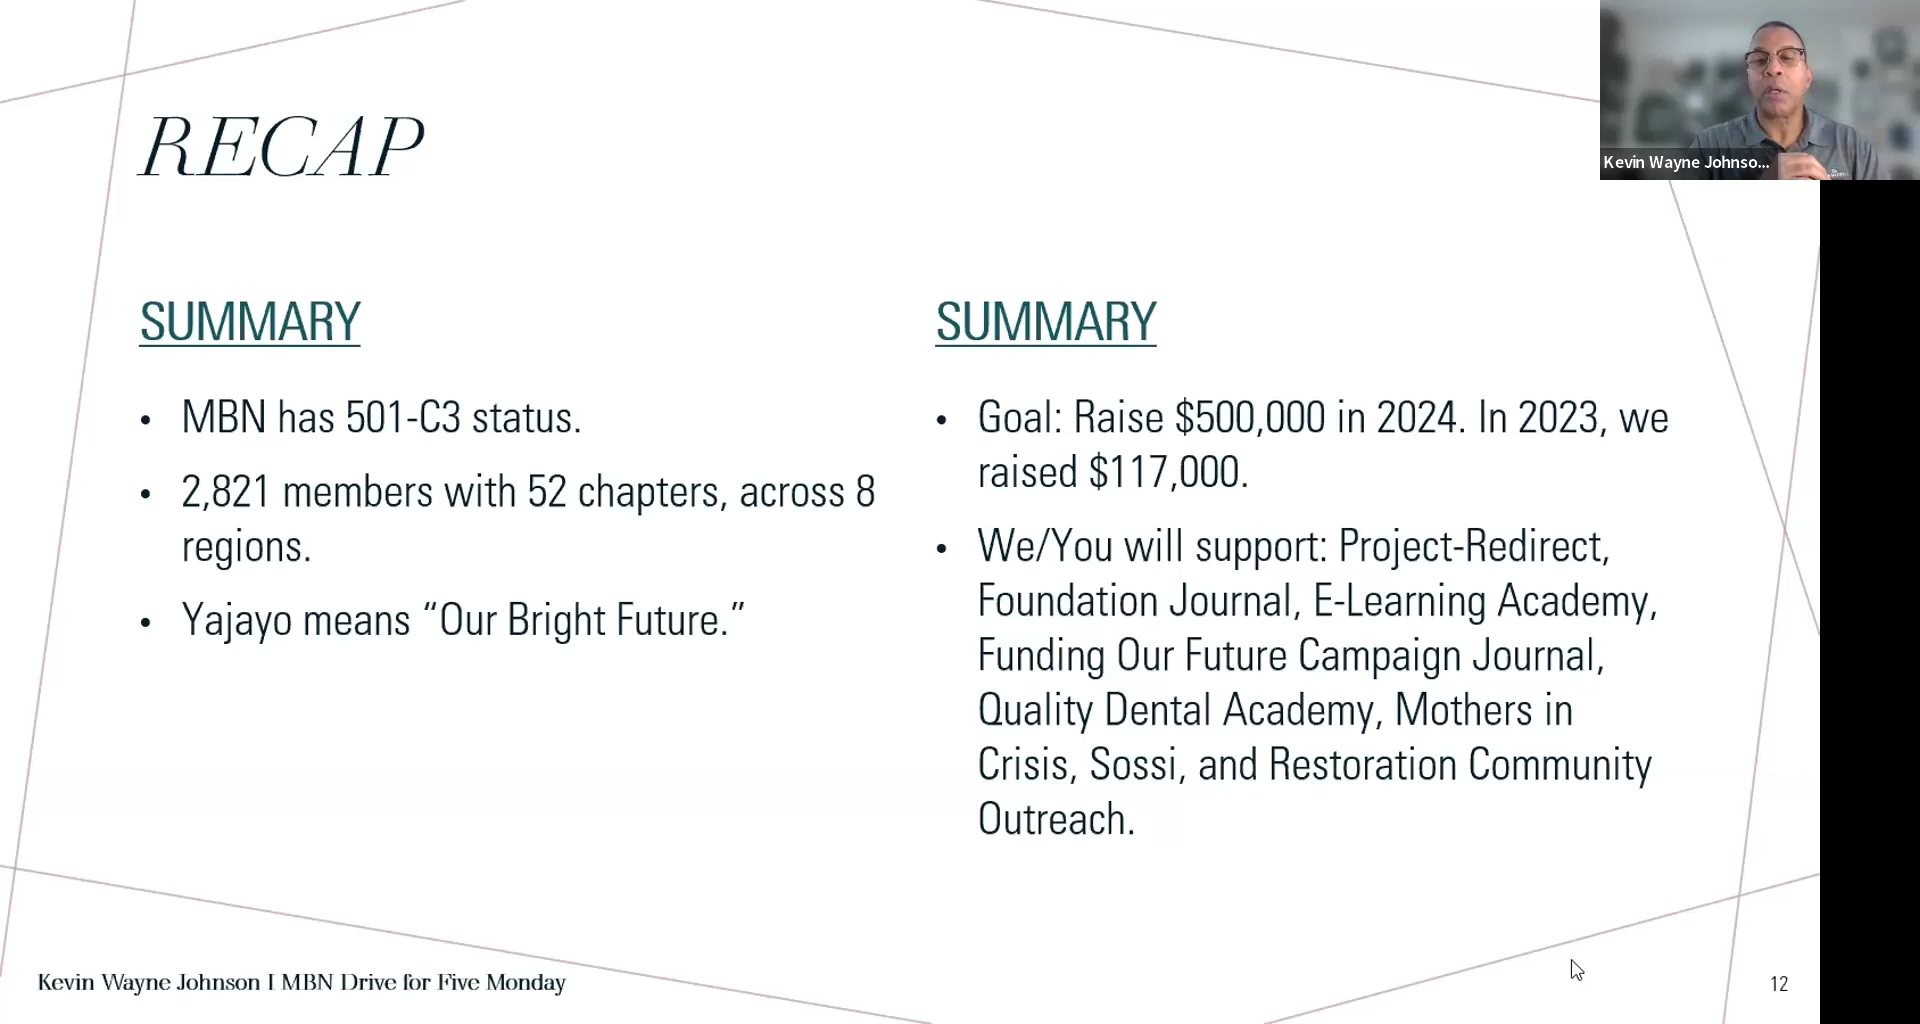 RECAP
SUMMARY
• MBN has 501-C3 status.
• 2,821 members with 52 chapters, across 8
regions.
• Yajayo means “Our Bright Future.”
SUMMARY
• Goal: Raise $500,000 in 2024. In 2023, we
raised $117,000.
• We/You will support: Project-Redirect,
Foundation Journal, E-Learning Academy,
Funding Our Future Campaign Journal,
Quality Dental Academy, Mothers in
Crisis, Sossi, and Restoration Community
Outreach.
Kevin Wayne Johnso...
Kevin Wayne Johnson I MBN Drive for Five Monday
12